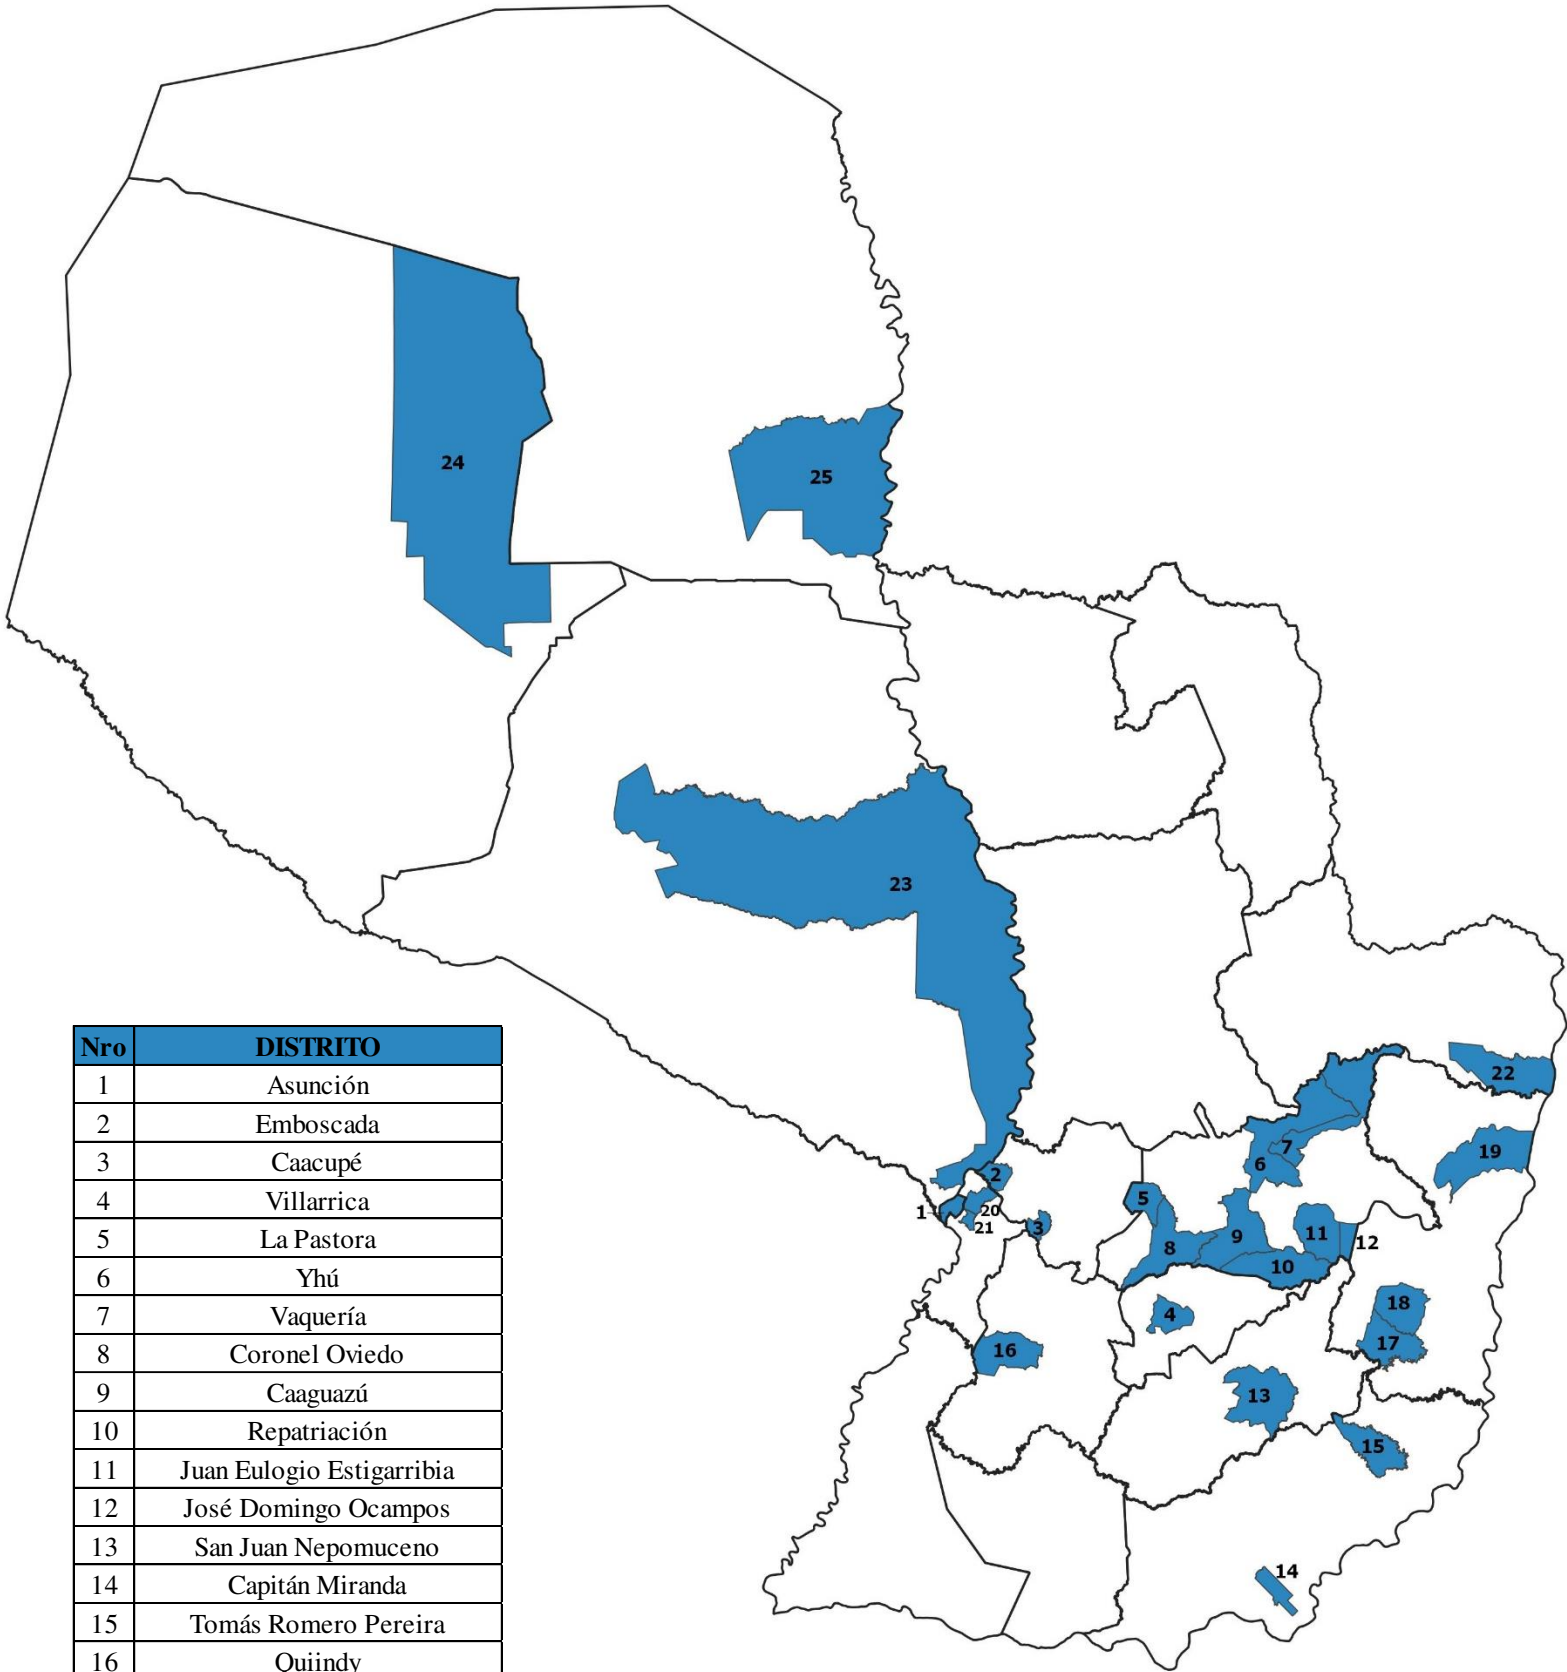 24
25
23
22
19
7
6
2
5
20
1
21
3
9
11
12
8
10
18
4
17
16
13
15
14
Nro DISTRITO
1 Asunción
2 Emboscada
3 Caacupé
4 Villarrica
5 La Pastora
6 Yhú
7 Vaquería
8 Coronel Oviedo
9 Caaguazú
10 Repatriación
11 Juan Eulogio Estigarribia
12 José Domingo Ocampos
13 San Juan Nepomuceno
14 Capitán Miranda
15 Tomás Romero Pereira
16 Quiindy